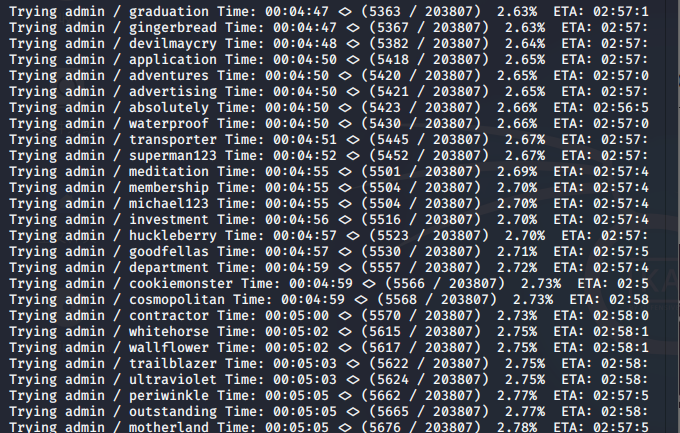 Trying admin / graduation Time: 00:04:47 <> (5363 / 203807)  2.63%  ETA: 02:57:1
Trying admin / gingerbread Time: 00:04:47 <> (5367 / 203807)  2.63%  ETA: 02:57:
Trying admin / devilmaycry Time: 00:04:48 <> (5382 / 203807)  2.64%  ETA: 02:57:
Trying admin / application Time: 00:04:50 <> (5418 / 203807)  2.65%  ETA: 02:57:
Trying admin / adventures Time: 00:04:50 <> (5420 / 203807)  2.65%  ETA: 02:57:0
Trying admin / advertising Time: 00:04:50 <> (5421 / 203807)  2.65%  ETA: 02:57:
Trying admin / absolutely Time: 00:04:50 <> (5423 / 203807)  2.66%  ETA: 02:56:5
Trying admin / waterproof Time: 00:04:50 <> (5430 / 203807)  2.66%  ETA: 02:57:0
Trying admin / transporter Time: 00:04:51 <> (5445 / 203807)  2.67%  ETA: 02:57:
Trying admin / superman123 Time: 00:04:52 <> (5452 / 203807)  2.67%  ETA: 02:57:
Trying admin / meditation Time: 00:04:55 <> (5501 / 203807)  2.69%  ETA: 02:57:4
Trying admin / membership Time: 00:04:55 <> (5504 / 203807)  2.70%  ETA: 02:57:4
Trying admin / michael123 Time: 00:04:55 <> (5504 / 203807)  2.70%  ETA: 02:57:4
Trying admin / investment Time: 00:04:56 <> (5516 / 203807)  2.70%  ETA: 02:57:4
Trying admin / huckleberry Time: 00:04:57 <> (5523 / 203807)  2.70%  ETA: 02:57:
Trying admin / goodfellas Time: 00:04:57 <> (5530 / 203807)  2.71%  ETA: 02:57:5
Trying admin / department Time: 00:04:59 <> (5557 / 203807)  2.72%  ETA: 02:57:4
Trying admin / cookiemonster Time: 00:04:59 <> (5566 / 203807)  2.73%  ETA: 02:5
Trying admin / cosmopolitan Time: 00:04:59 <> (5568 / 203807)  2.73%  ETA: 02:58
Trying admin / contractor Time: 00:05:00 <> (5570 / 203807)  2.73%  ETA: 02:58:0
Trying admin / whitehorse Time: 00:05:02 <> (5615 / 203807)  2.75%  ETA: 02:58:1
Trying admin / wallflower Time: 00:05:02 <> (5617 / 203807)  2.75%  ETA: 02:58:1
Trying admin / trailblazer Time: 00:05:03 <> (5622 / 203807)  2.75%  ETA: 02:58:
Trying admin / ultraviolet Time: 00:05:03 <> (5624 / 203807)  2.75%  ETA: 02:58:
Trying admin / periwinkle Time: 00:05:05 <> (5662 / 203807)  2.77%  ETA: 02:57:5
Trying admin / outstanding Time: 00:05:05 <> (5665 / 203807)  2.77%  ETA: 02:58:
Trying admin / motherland Time: 00:05:05 <> (5676 / 203807)  2.78%  ETA: 02:57:5